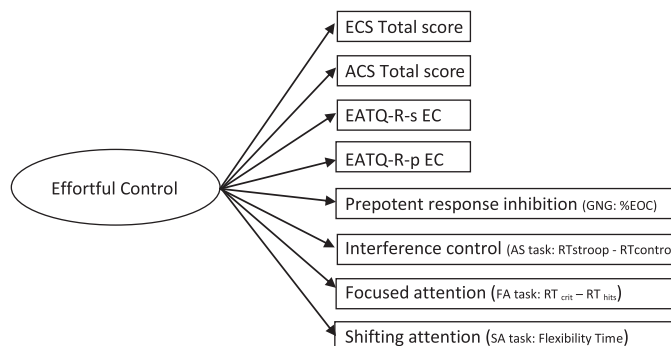 ECS Total score
ACS Total score
EATQ-R-s EC
EATQ-R-p EC
Effortful Control
Prepotent response inhibition (GNG: %EOC)
Interference control (AS task: RTstroop - RTcontro
Focused attention (FA task: RT crit – RT hits)
Shifting attention (SA task: Flexibility Time)